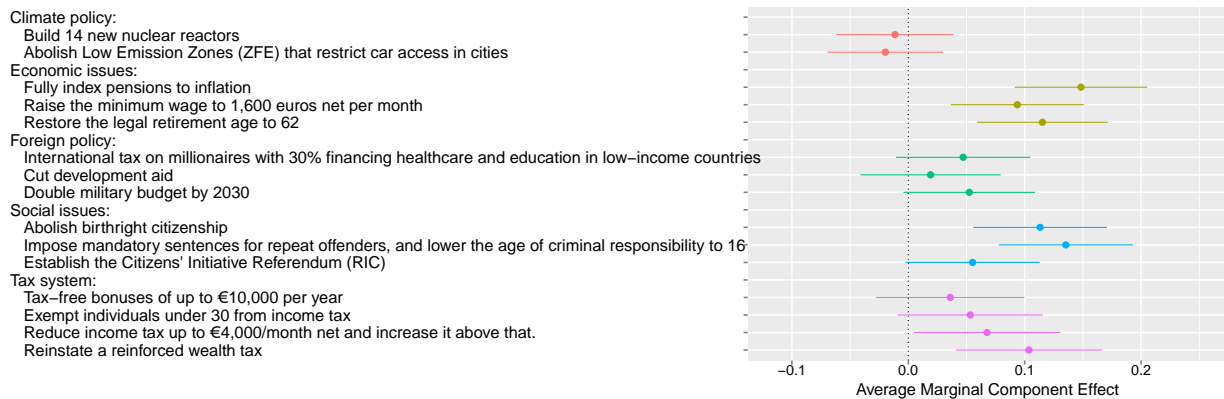 Climate policy:
Build 14 new nuclear reactors
Abolish Low Emission Zones (ZFE) that restrict car access in cities
Economic issues:
Fully index pensions to inflation
Raise the minimum wage to 1,600 euros net per month
Restore the legal retirement age to 62
Foreign policy:
International tax on millionaires with 30% financing healthcare and education in low−income countries
Cut development aid
Double military budget by 2030
Social issues:
Abolish birthright citizenship
Impose mandatory sentences for repeat offenders, and lower the age of criminal responsibility to 16
Establish the Citizens' Initiative Referendum (RIC)
Tax system:
Tax−free bonuses of up to €10,000 per year
Exempt individuals under 30 from income tax
Reduce income tax up to €4,000/month net and increase it above that.
Reinstate a reinforced wealth tax
−0.1 0.0 0.1 0.2
Average Marginal Component Effect